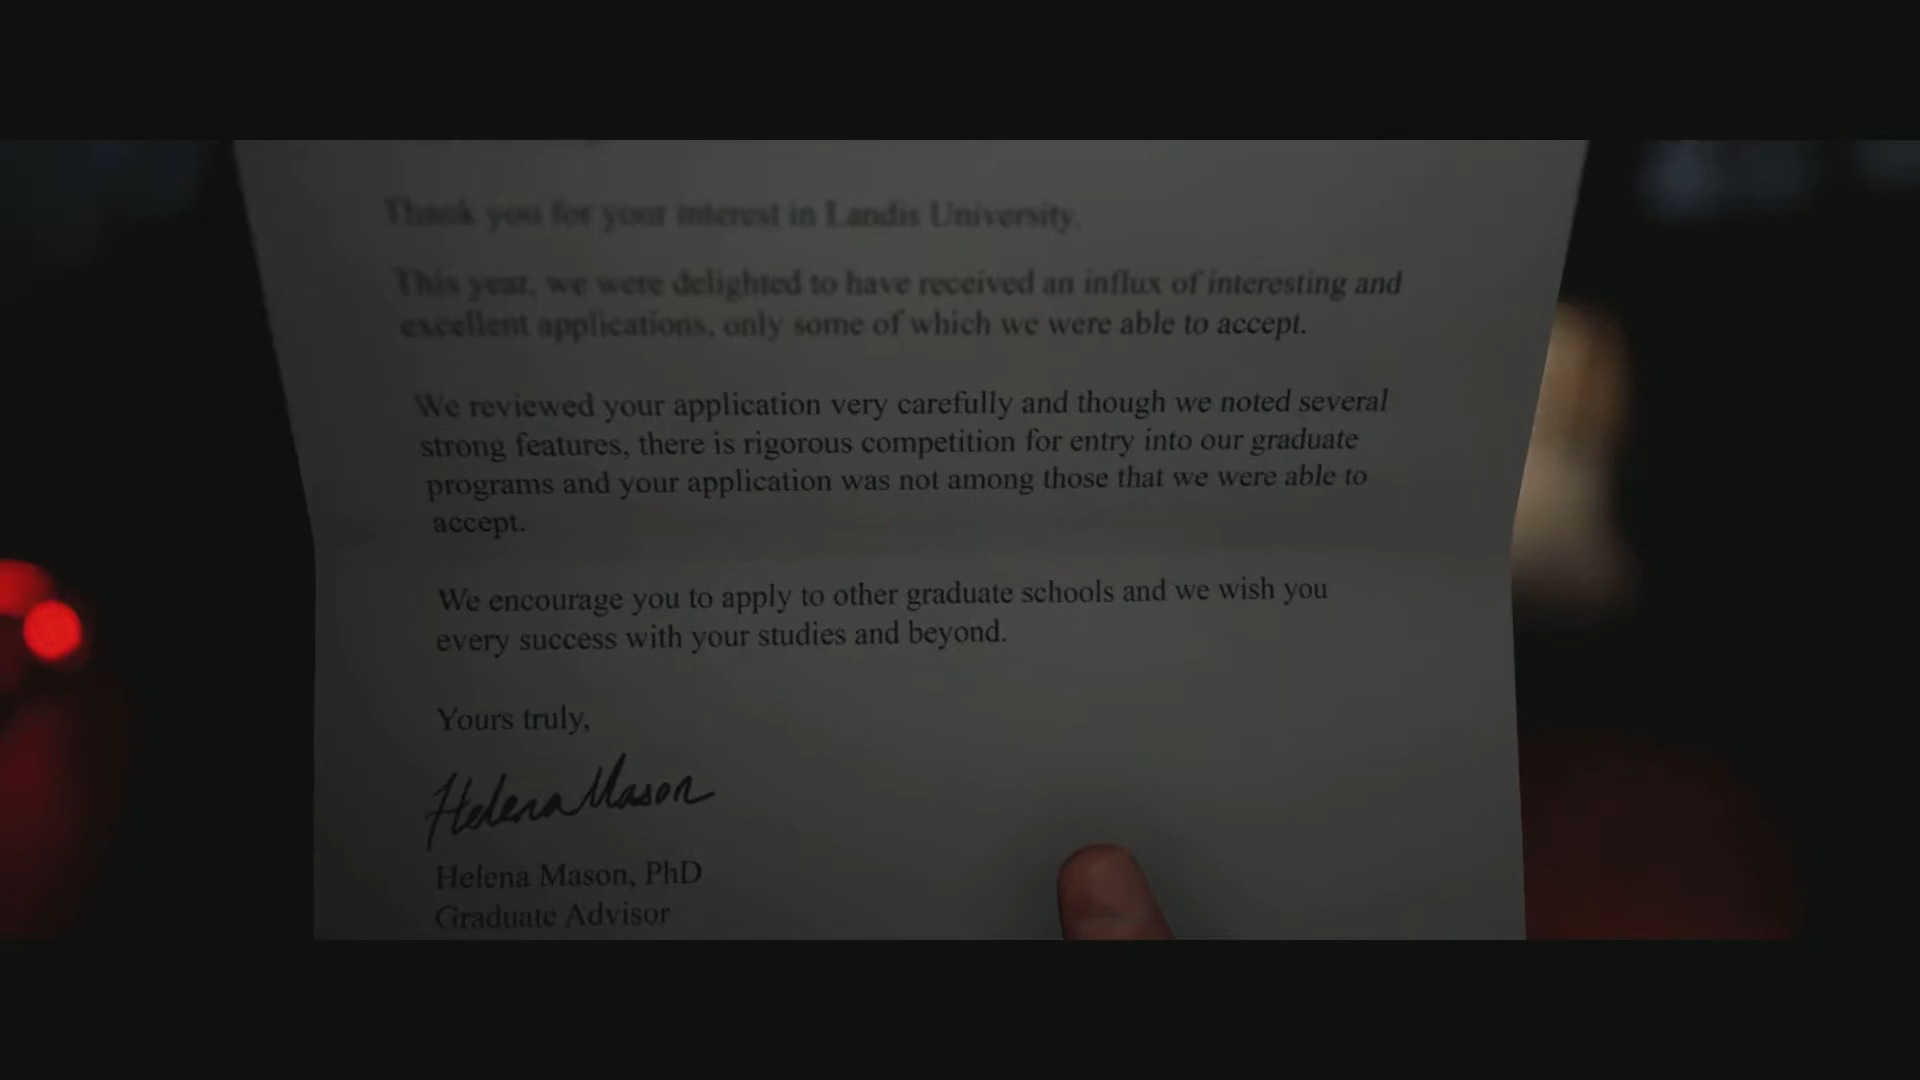 Thank you for your interest in Landis University.
This year, we were delighted to have received an influx of interesting and
excellent applications, only some of which we were able to accept.
We reviewed your application very carefully and though we noted several
strong features, there is rigorous competition for entry into our graduate
programs and your application was not among those that we were able to
accept.
We encourage you to apply to other graduate schools and we wish you
every success with your studies and beyond.
Yours truly,
Helena Mason
Helena Mason, PhD
Graduate Advisor